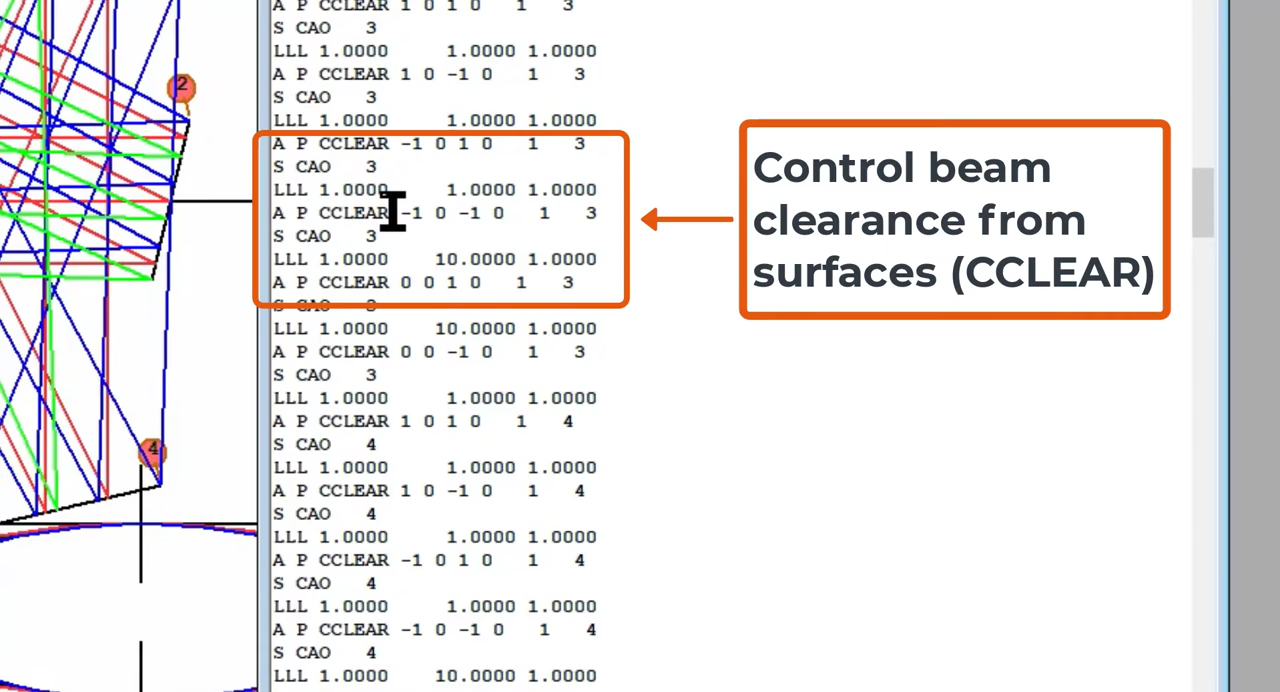 A P CCLEAR 1 0 1 0 1 3
S CAO 3
LLL 1.0000 1.0000 1.0000
A P CCLEAR 1 0 -1 0 1 3
S CAO 3
LLL 1.0000 1.0000 1.0000
A P CCLEAR -1 0 1 0 1 3
S CAO 3
LLL 1.0000 1.0000 1.0000
A P CCLEAR -1 0 -1 0 1 3
S CAO 3
LLL 1.0000 10.0000 1.0000
A P CCLEAR 0 0 1 0 1 3
S CAO 3
LLL 1.0000 10.0000 1.0000
A P CCLEAR 0 0 -1 0 1 3
S CAO 3
LLL 1.0000 1.0000 1.0000
A P CCLEAR 1 0 1 0 1 4
S CAO 4
LLL 1.0000 1.0000 1.0000
A P CCLEAR 1 0 -1 0 1 4
S CAO 4
LLL 1.0000 1.0000 1.0000
A P CCLEAR -1 0 1 0 1 4
S CAO 4
LLL 1.0000 1.0000 1.0000
A P CCLEAR -1 0 -1 0 1 4
S CAO 4
LLL 1.0000 10.0000 1.0000
Control beam
clearance from
surfaces (CCLEAR)
2
4